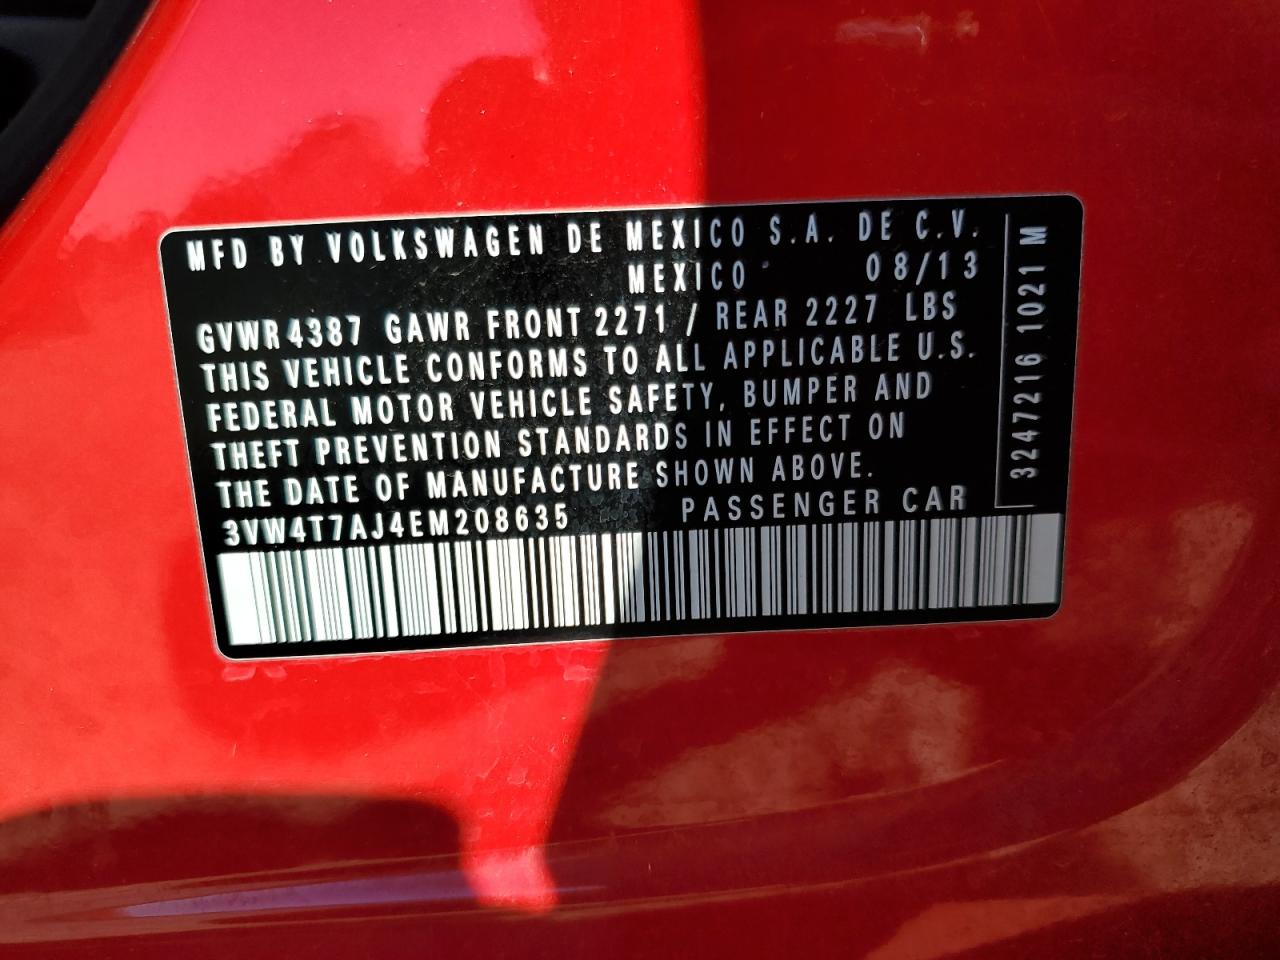 MFD BY VOLKSWAGEN DE MEXICO S.A. DE C.V.
MEXICO 08/13
GVWR 4387 GAWR FRONT 2271 / REAR 2227 LBS
THIS VEHICLE CONFORMS TO ALL APPLICABLE U.S.
FEDERAL MOTOR VEHICLE SAFETY, BUMPER AND
THEFT PREVENTION STANDARDS IN EFFECT ON
THE DATE OF MANUFACTURE SHOWN ABOVE.
3VW4T7AJ4EM208635 PASSENGER CAR
3247216 1021 M